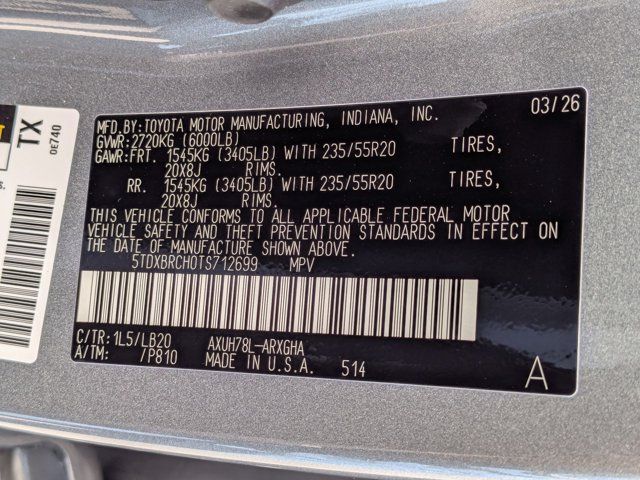 TX
0E740
T
S.
03/26
MFD.BY:TOYOTA MOTOR MANUFACTURING, INDIANA, INC.
GVWR:2720KG (6000LB)
GAWR:FRT. 1545KG (3405LB) WITH 235/55R20 TIRES,
20X8J RIMS.
RR. 1545KG (3405LB) WITH 235/55R20 TIRES,
20X8J RIMS.
THIS VEHICLE CONFORMS TO ALL APPLICABLE FEDERAL MOTOR
VEHICLE SAFETY AND THEFT PREVENTION STANDARDS IN EFFECT ON
THE DATE OF MANUFACTURE SHOWN ABOVE.
5TDXBRCH0TS712699 MPV
C/TR: 1L5/LB20 AXUH78L-ARXGHA
A/TM: /P810 MADE IN U.S.A. 514
A